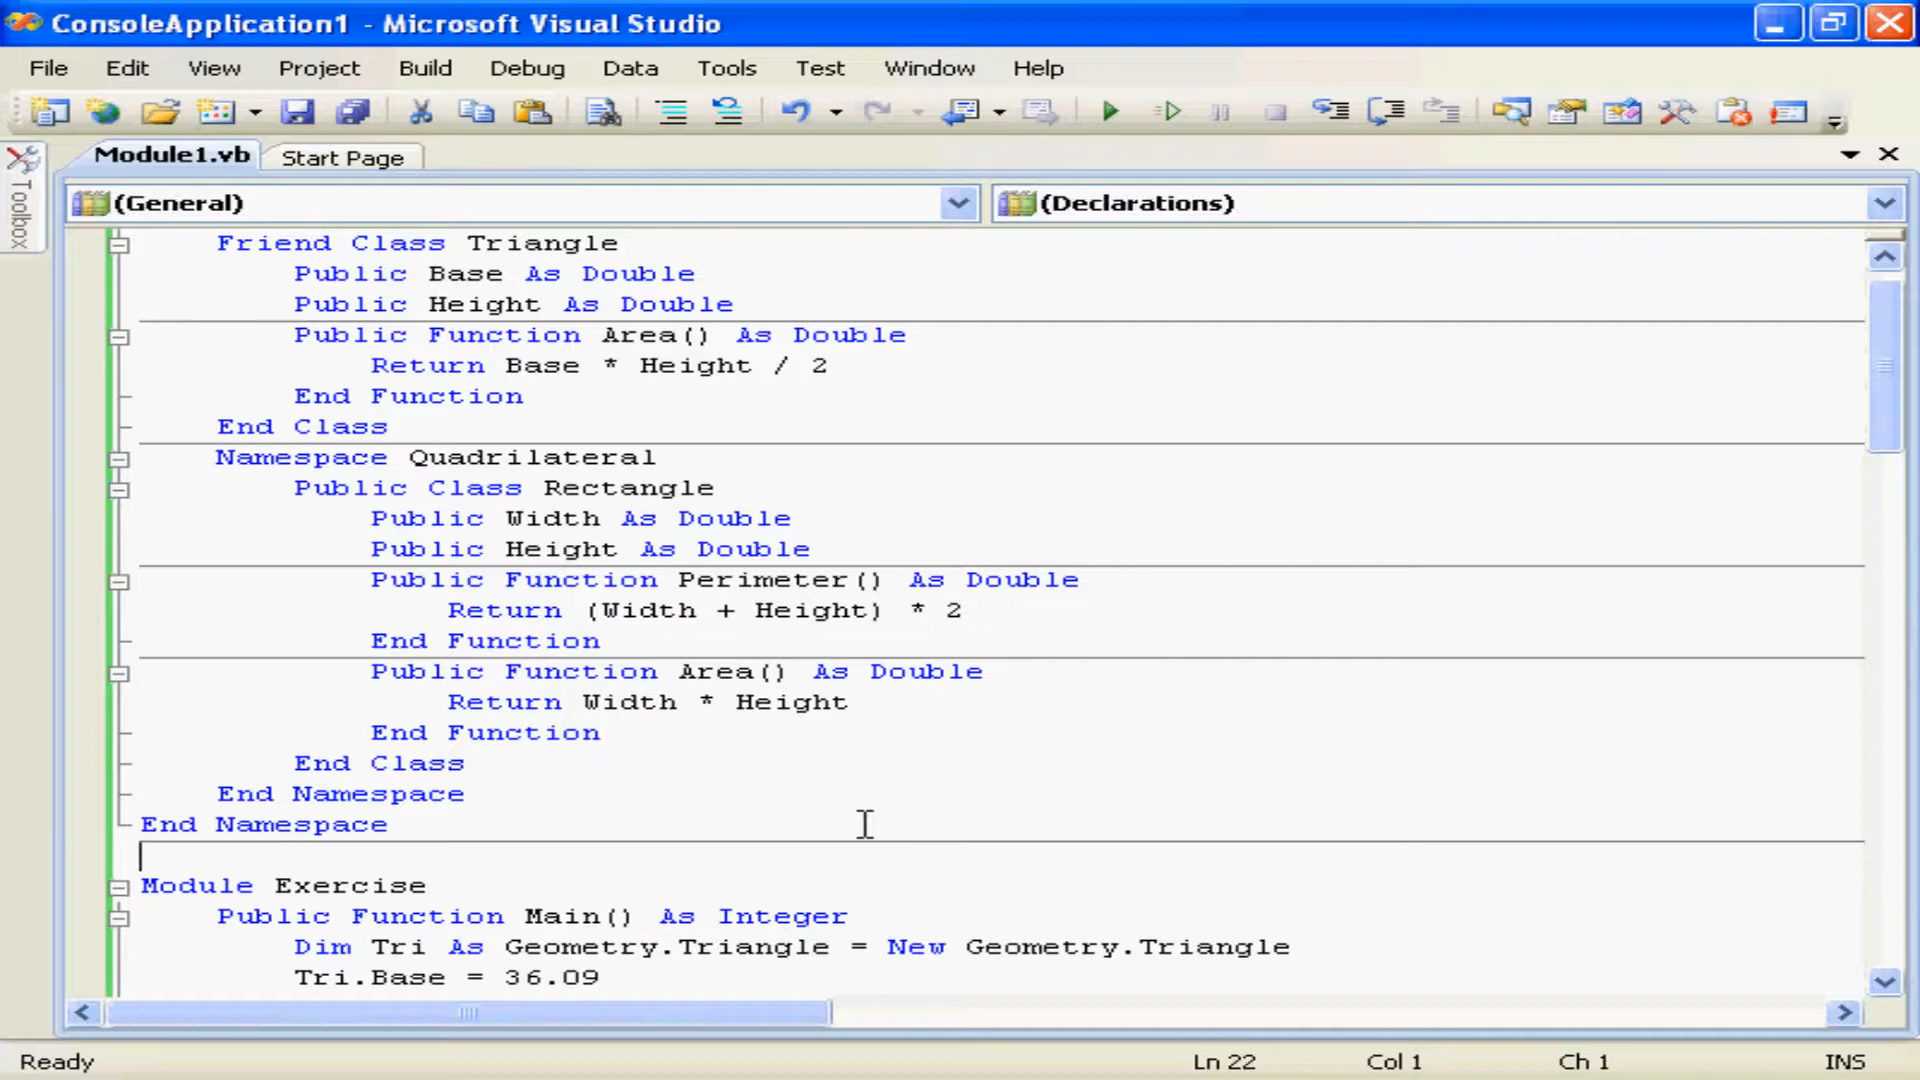 ConsoleApplication1 - Microsoft Visual Studio
File Edit View Project Build Debug Data Tools Test Window Help
Module1.vb Start Page
Toolbox
(General) (Declarations)
Friend Class Triangle
Public Base As Double
Public Height As Double
Public Function Area() As Double
Return Base * Height / 2
End Function
End Class
Namespace Quadrilateral
Public Class Rectangle
Public Width As Double
Public Height As Double
Public Function Perimeter() As Double
Return (Width + Height) * 2
End Function
Public Function Area() As Double
Return Width * Height
End Function
End Class
End Namespace
End Namespace
Module Exercise
Public Function Main() As Integer
Dim Tri As Geometry.Triangle = New Geometry.Triangle
Tri.Base = 36.09
Ready Ln 22 Col 1 Ch 1 INS